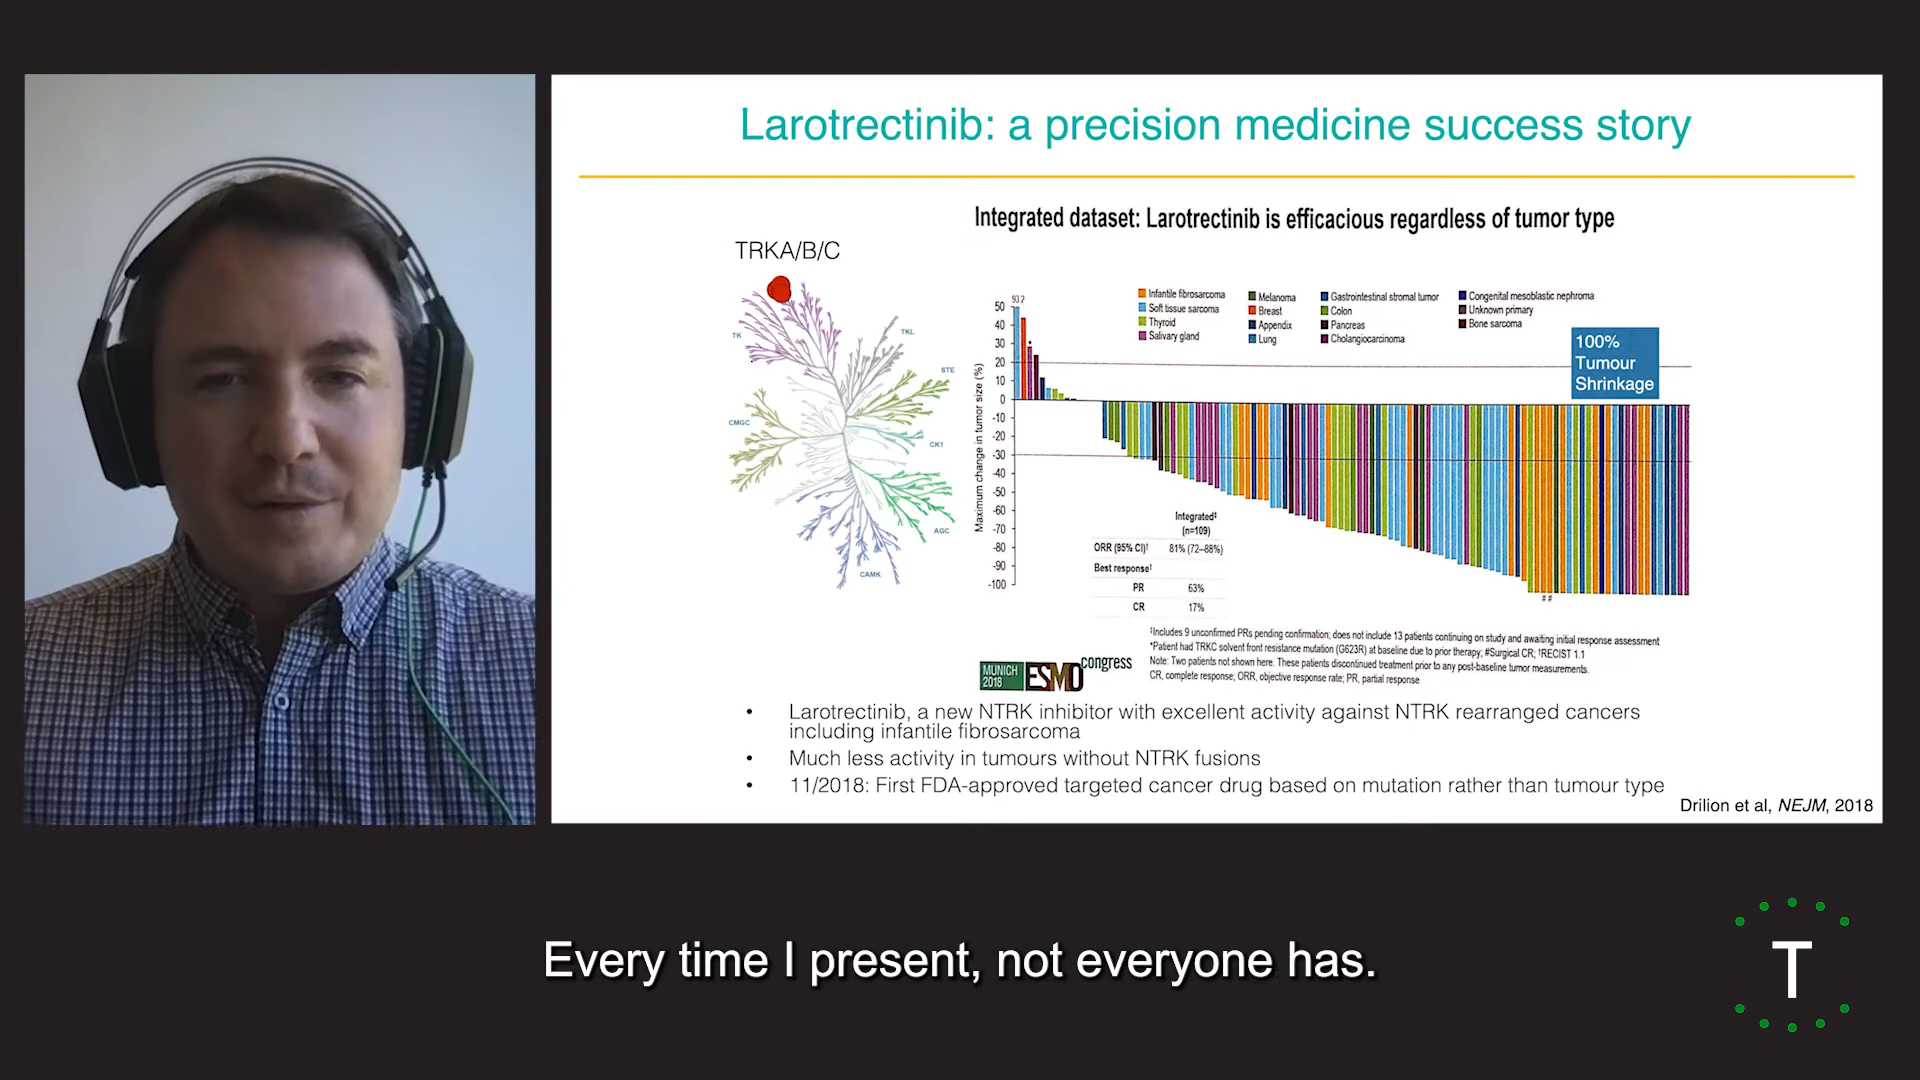 Larotrectinib: a precision medicine success story
Integrated dataset: Larotrectinib is efficacious regardless of tumor type
TRKA/B/C
TK
TKL
STE
CMGC
CK1
AGC
CAMK
Maximum change in tumor size (%)
50
40
30
20
10
0
-10
-20
-30
-40
-50
-60
-70
-80
-90
-100
93.2
Infantile fibrosarcoma
Soft tissue sarcoma
Thyroid
Salivary gland
Melanoma
Breast
Appendix
Lung
Gastrointestinal stromal tumor
Colon
Pancreas
Cholangiocarcinoma
Congenital mesoblastic nephroma
Unknown primary
Bone sarcoma
100%
Tumour
Shrinkage
Integrated‡
(n=109)
ORR (95% CI)† 81% (72–88%)
Best response†
PR 63%
CR 17%
# #
‡Includes 9 unconfirmed PRs pending confirmation; does not include 13 patients continuing on study and awaiting initial response assessment
*Patient had TRKC solvent front resistance mutation (G623R) at baseline due to prior therapy; #Surgical CR; †RECIST 1.1
Note: Two patients not shown here. These patients discontinued treatment prior to any post-baseline tumor measurements.
CR, complete response; ORR, objective response rate; PR, partial response
MUNICH
2018
ESMO congress
• Larotrectinib, a new NTRK inhibitor with excellent activity against NTRK rearranged cancers
including infantile fibrosarcoma
• Much less activity in tumours without NTRK fusions
• 11/2018: First FDA-approved targeted cancer drug based on mutation rather than tumour type
Drilion et al, NEJM, 2018
Every time I present, not everyone has.
T